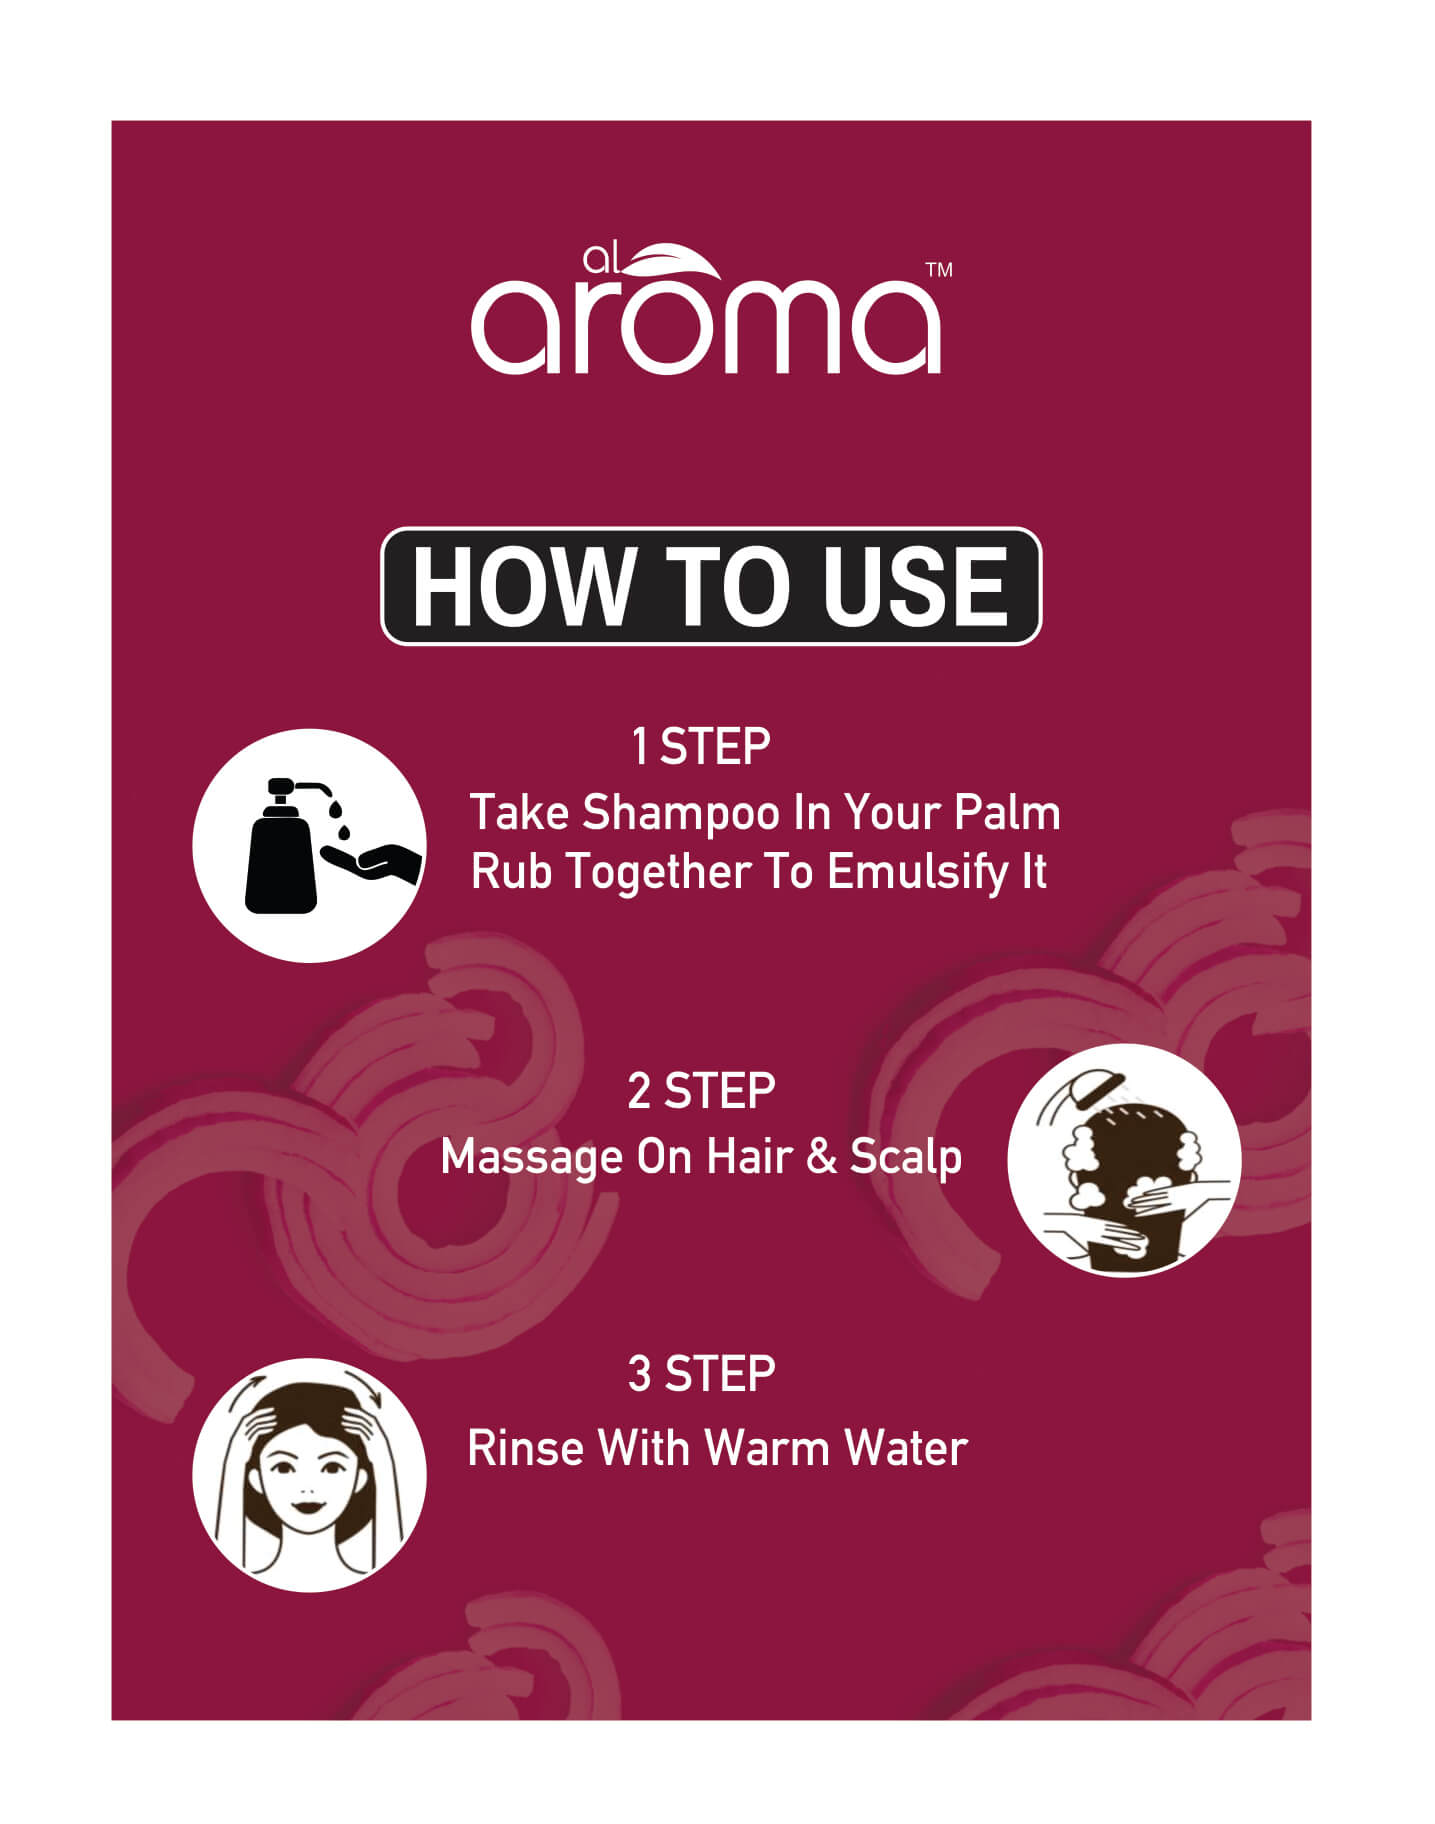 al
aroma™
HOW TO USE
1 STEP
Take Shampoo In Your Palm
Rub Together To Emulsify It
2 STEP
Massage On Hair & Scalp
3 STEP
Rinse With Warm Water